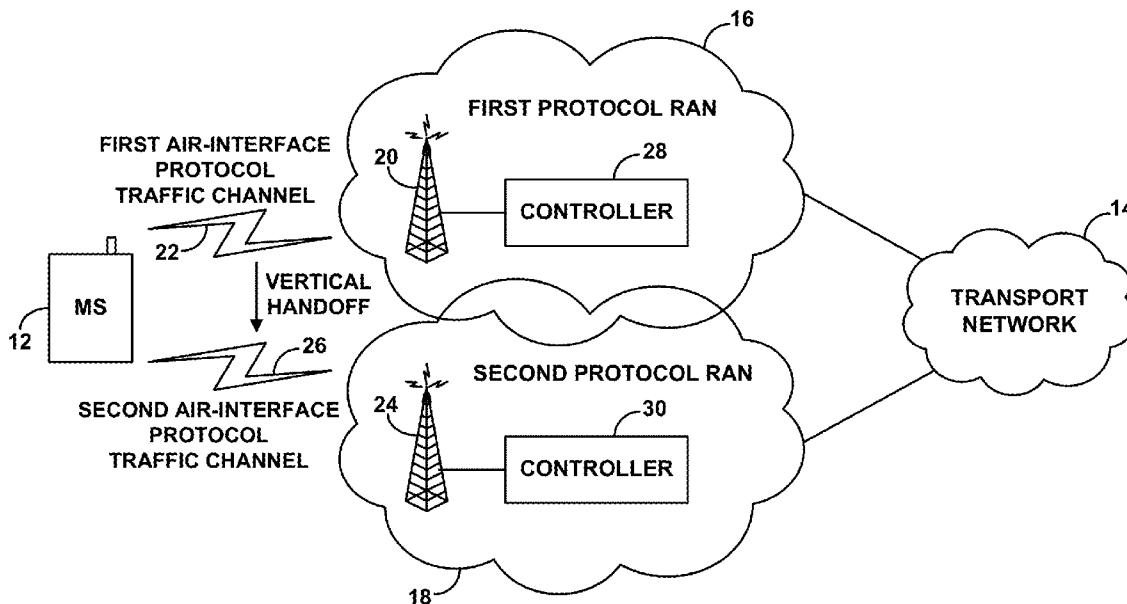 16
FIRST PROTOCOL RAN
FIRST AIR-INTERFACE
PROTOCOL
TRAFFIC CHANNEL
20
28
CONTROLLER
22
14
MS
VERTICAL
HANDOFF
TRANSPORT
NETWORK
12
26
SECOND PROTOCOL RAN
SECOND AIR-INTERFACE
PROTOCOL
TRAFFIC CHANNEL
24
30
CONTROLLER
18